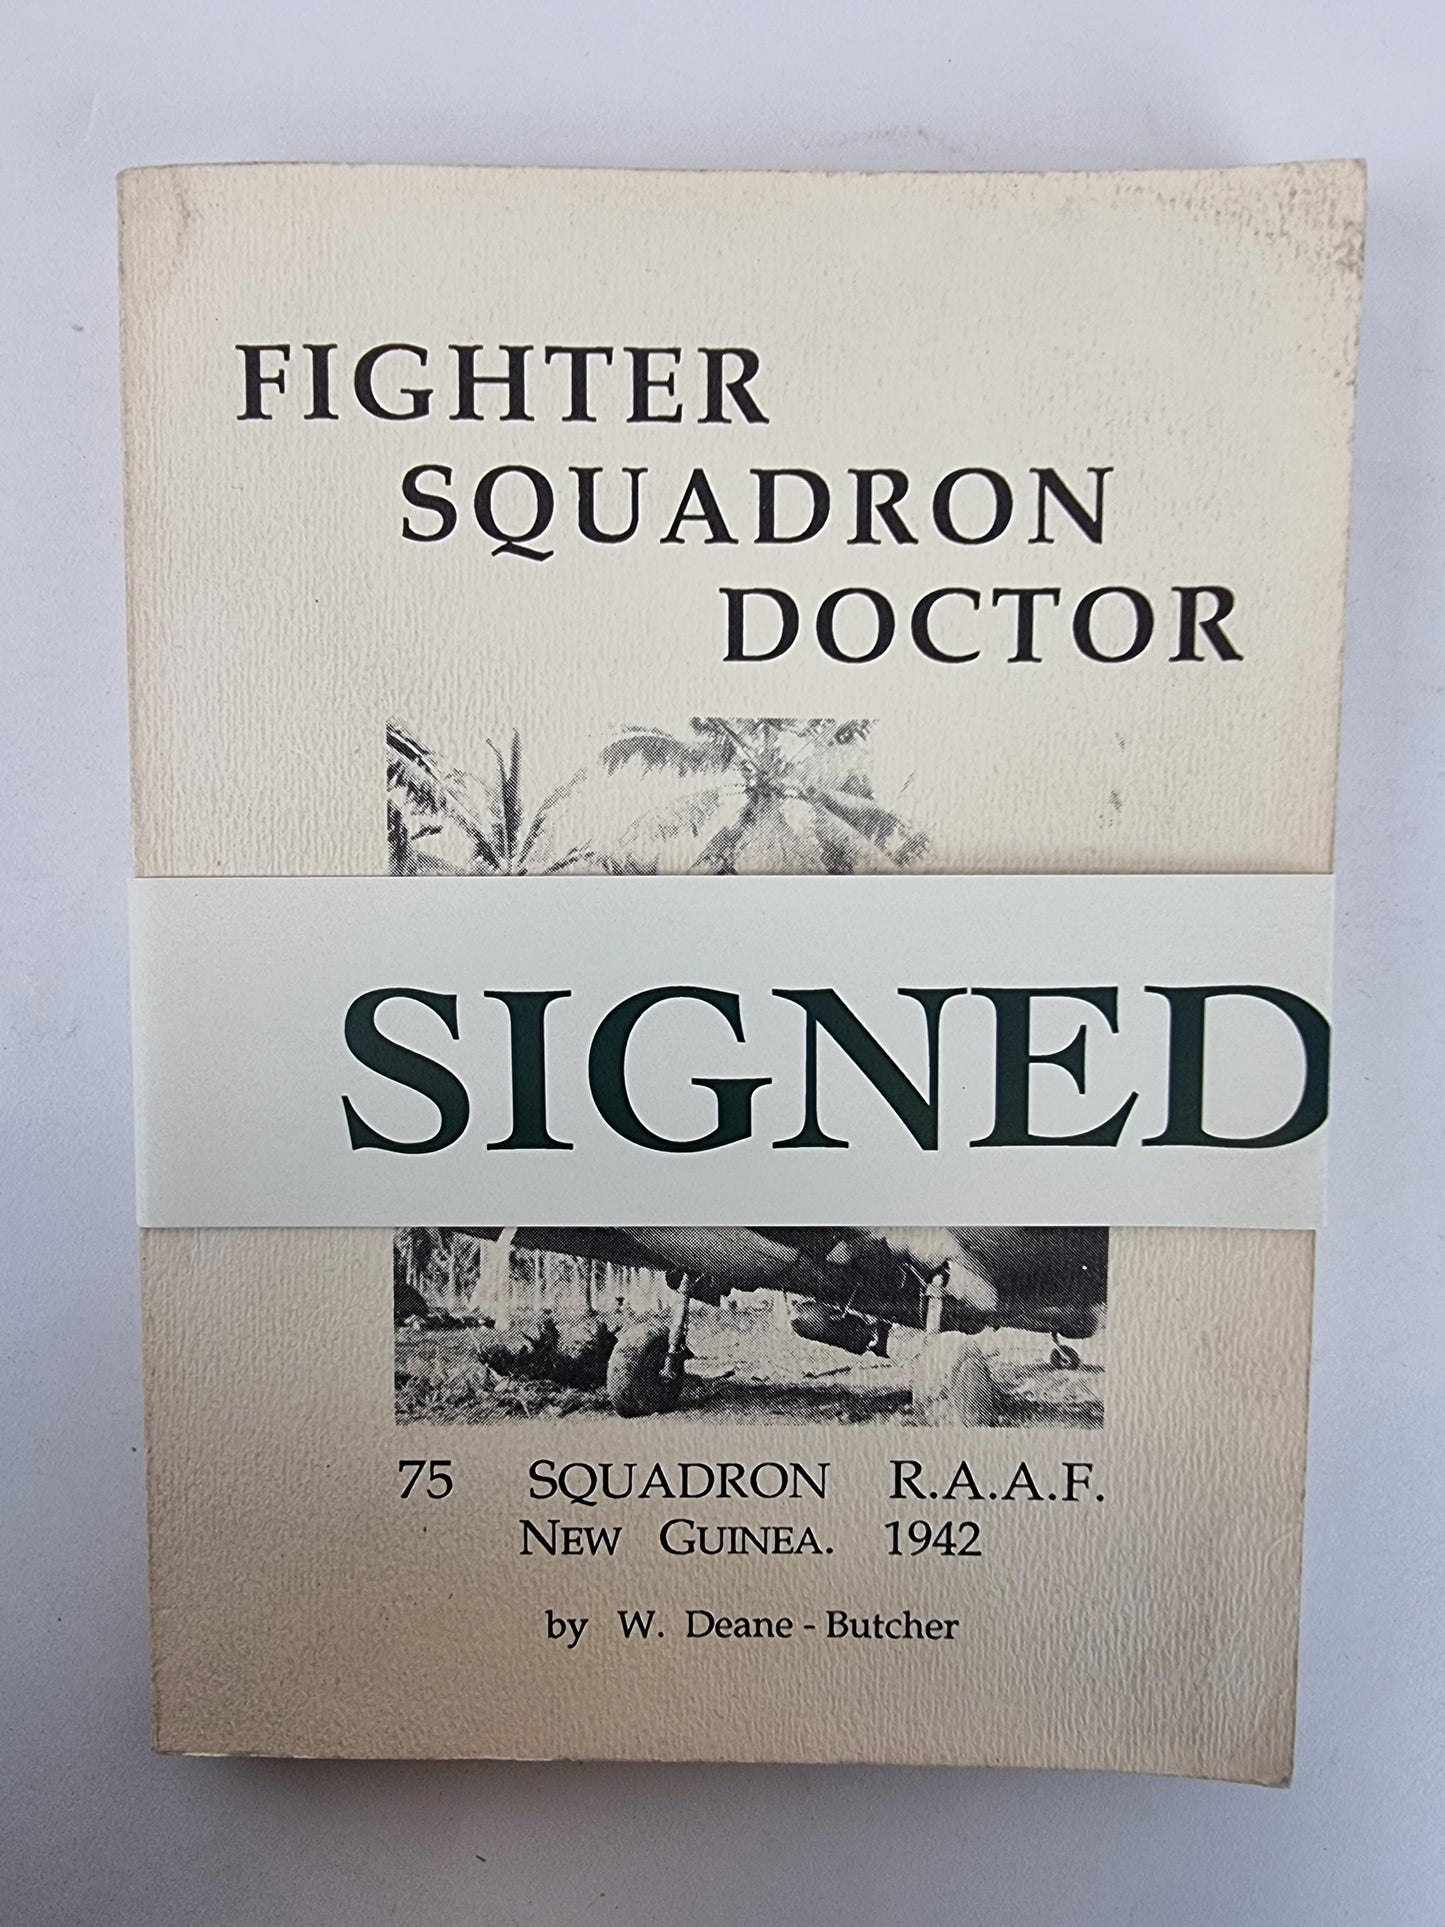 FIGHTER
SQUADRON
DOCTOR
SIGNED
75 SQUADRON R.A.A.F.
NEW GUINEA. 1942
by W. Deane - Butcher